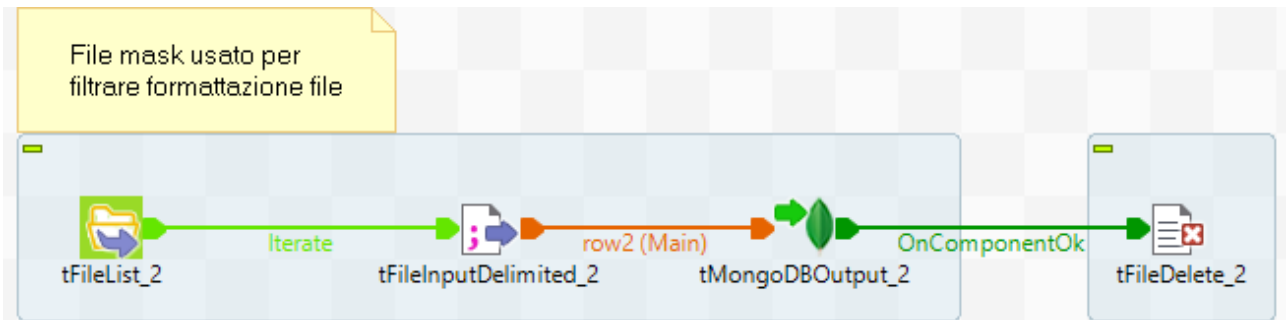 File mask usato per
filtrare formattazione file
Iterate
row2 (Main)
OnComponentOk
tFileList_2
tFileInputDelimited_2
tMongoDBOutput_2
tFileDelete_2